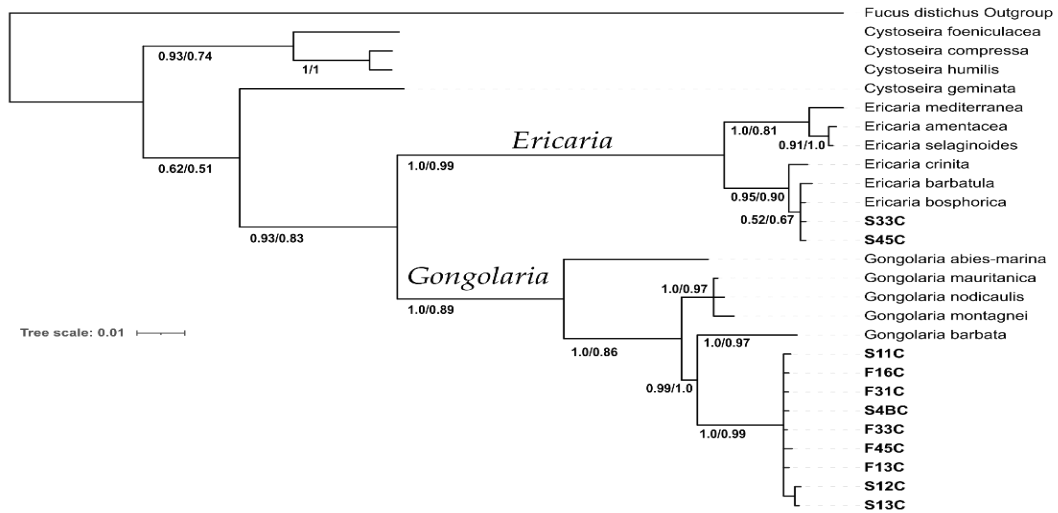 Fucus distichus Outgroup
Cystoseira foeniculacea
0.93/0.74
Cystoseira compressa
1/1
Cystoseira humilis
Cystoseira geminata
Ericaria mediterranea
1.0/0.81
Ericaria amentacea
Ericaria
0.91/1.0
Ericaria selaginoides
0.62/0.51
1.0/0.99
Ericaria crinita
Ericaria barbatula
0.95/0.90
Ericaria bosphorica
0.52/0.67
S33C
0.93/0.83
S45C
Gongolaria abies-marina
Gongolaria
Gongolaria mauritanica
1.0/0.97
Gongolaria nodicaulis
1.0/0.89
Gongolaria montagnei
Tree scale: 0.01
Gongolaria barbata
1.0/0.97
1.0/0.86
S11C
F16C
0.99/1.0
F31C
S4BC
F33C
1.0/0.99
F45C
F13C
S12C
S13C